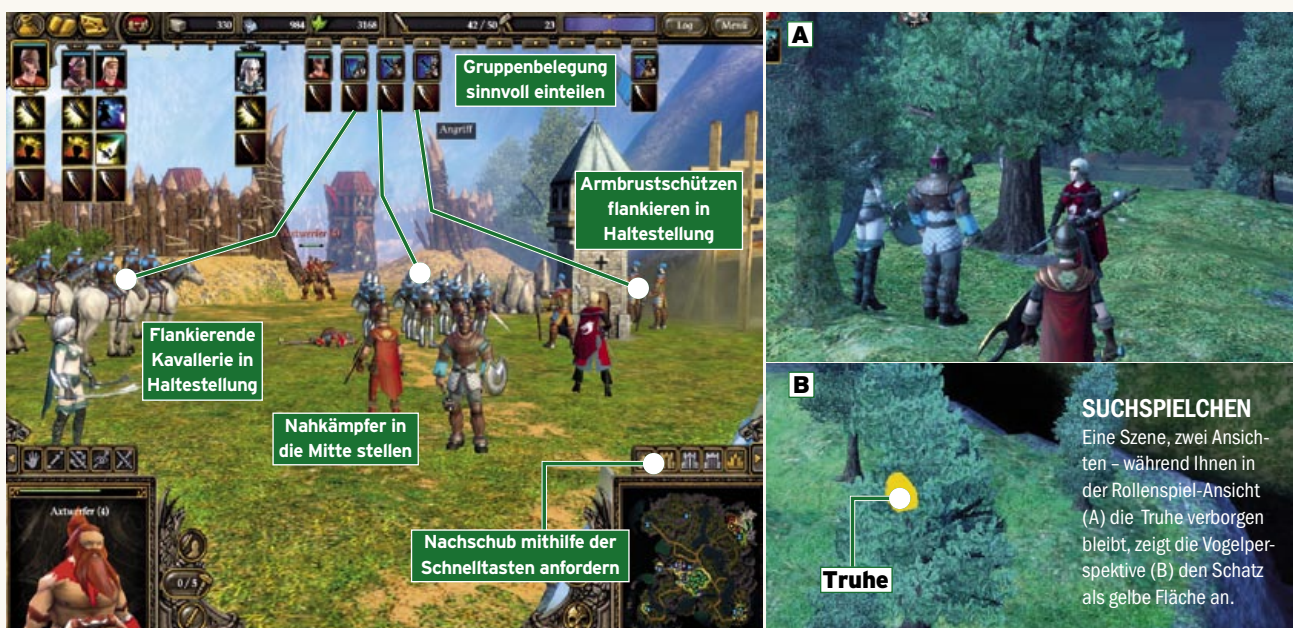 330
984
3168
42 / 50
23
Log
Menü
Gruppenbelegung
sinnvoll einteilen
Angriff
Armbrustschützen
flankieren in
Haltestellung
Axtwerfer (4)
Flankierende
Kavallerie in
Haltestellung
Nahkämpfer in
die Mitte stellen
Nachschub mithilfe der
Schnelltasten anfordern
Axtwerfer (4)
0 / 5
A
B
Truhe
SUCHSPIELCHEN
Eine Szene, zwei Ansich-
ten – während Ihnen in
der Rollenspiel-Ansicht
(A) die Truhe verborgen
bleibt, zeigt die Vogelper-
spektive (B) den Schatz
als gelbe Fläche an.